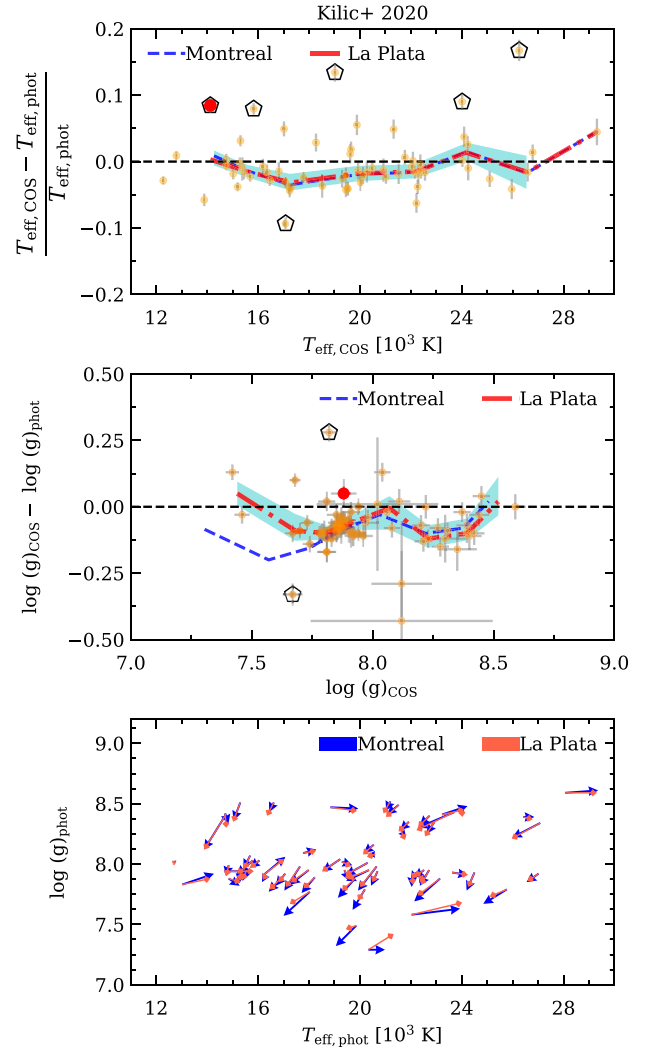 Kilic+ 2020
Montreal La Plata
0.2
0.1
0.0
−0.1
−0.2
T_eff, COS − T_eff, phot
T_eff, phot
12 16 20 24 28
T_eff, COS [10³ K]
Montreal La Plata
0.50
0.25
0.00
−0.25
−0.50
log (g)_COS − log (g)_phot
7.0 7.5 8.0 8.5 9.0
log (g)_COS
Montreal La Plata
9.0
8.5
8.0
7.5
7.0
log (g)_phot
12 16 20 24 28
T_eff, phot [10³ K]